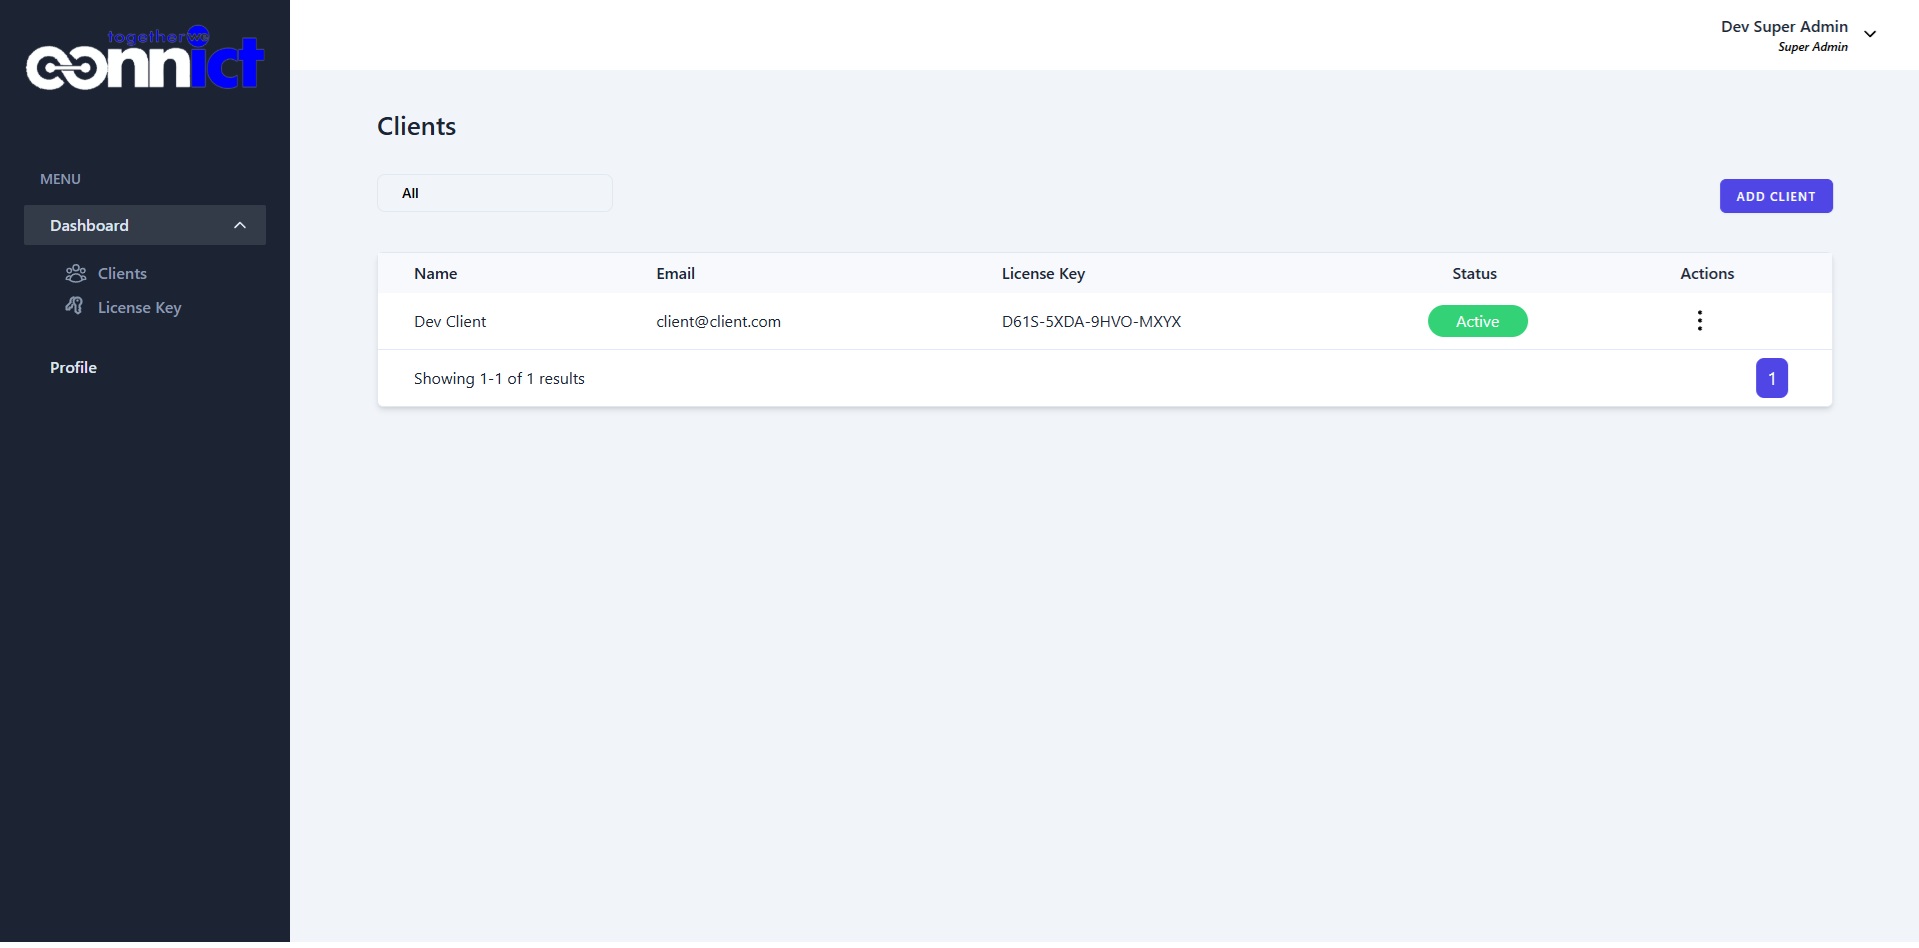 togetherwe
connict
Dev Super Admin
Super Admin
MENU
Dashboard
Clients
License Key
Profile
Clients
All
ADD CLIENT
Name Email License Key Status Actions
Dev Client client@client.com D61S-5XDA-9HVO-MXYX Active
Showing 1-1 of 1 results 1